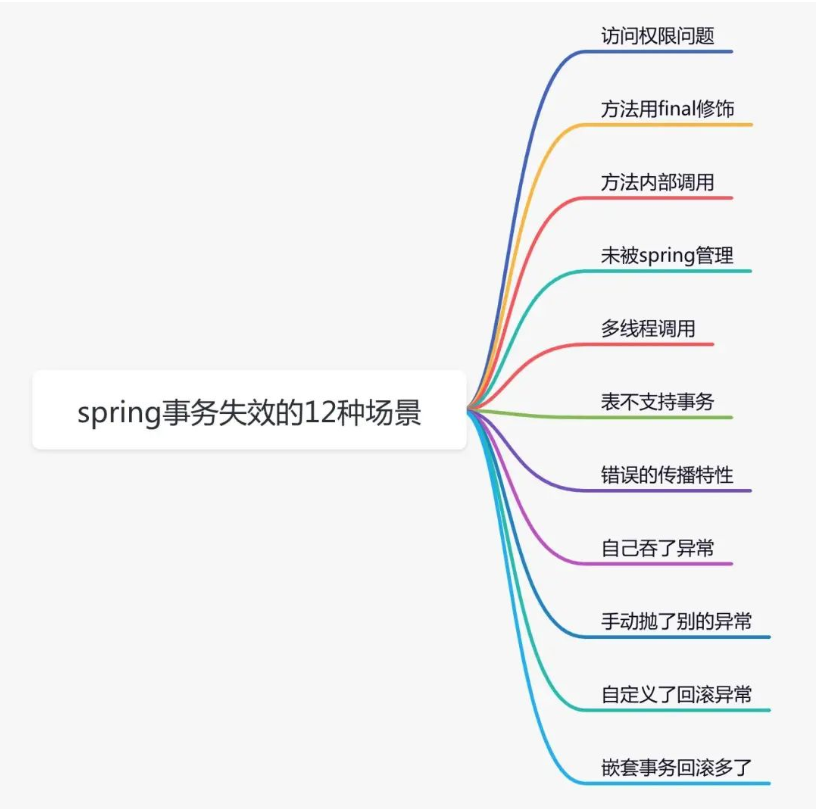 访问权限问题
方法用final修饰
方法内部调用
未被spring管理
多线程调用
表不支持事务
spring事务失效的12种场景
错误的传播特性
自己吞了异常
手动抛了别的异常
自定义了回滚异常
嵌套事务回滚多了